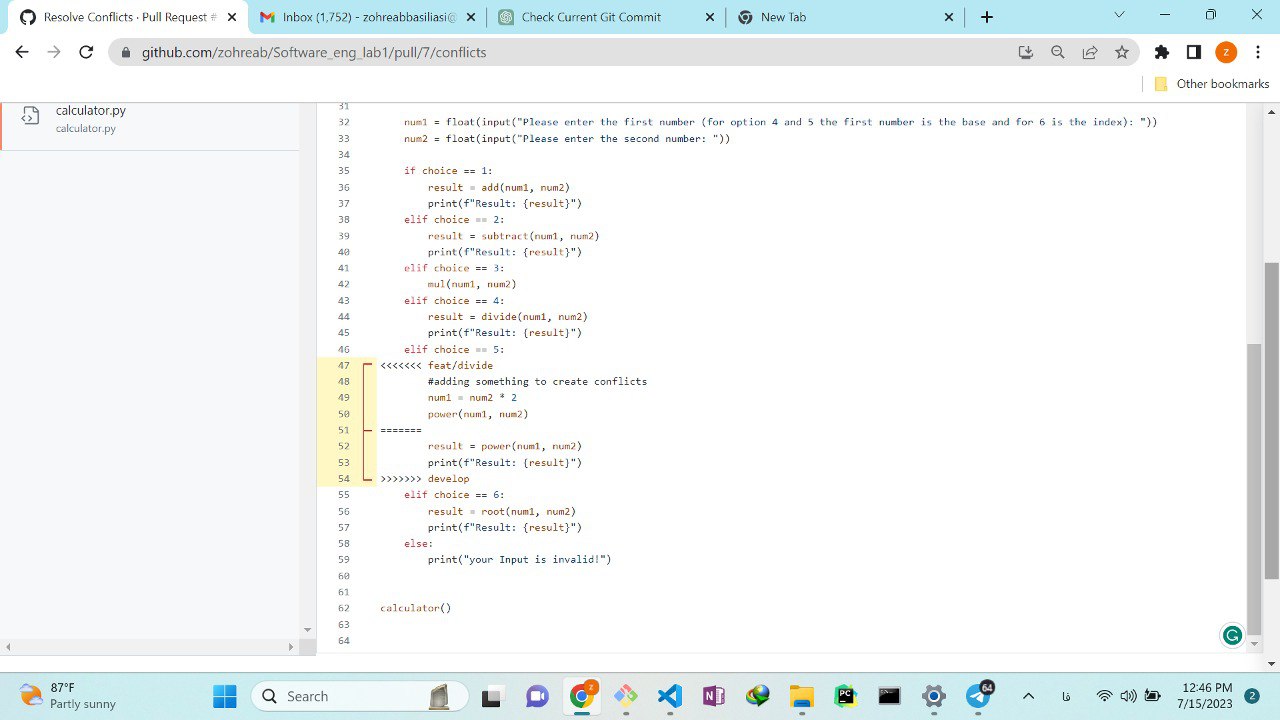 Resolve Conflicts · Pull Request #
Inbox (1,752) - zohreabbasiliasi@
Check Current Git Commit
New Tab
github.com/zohreab/Software_eng_lab1/pull/7/conflicts
z
Other bookmarks
calculator.py
calculator.py
31
32 num1 = float(input("Please enter the first number (for option 4 and 5 the first number is the base and for 6 is the index): "))
33 num2 = float(input("Please enter the second number: "))
34
35 if choice == 1:
36 result = add(num1, num2)
37 print(f"Result: {result}")
38 elif choice == 2:
39 result = subtract(num1, num2)
40 print(f"Result: {result}")
41 elif choice == 3:
42 mul(num1, num2)
43 elif choice == 4:
44 result = divide(num1, num2)
45 print(f"Result: {result}")
46 elif choice == 5:
47 <<<<<<< feat/divide
48 #adding something to create conflicts
49 num1 = num2 * 2
50 power(num1, num2)
51 =======
52 result = power(num1, num2)
53 print(f"Result: {result}")
54 >>>>>>> develop
55 elif choice == 6:
56 result = root(num1, num2)
57 print(f"Result: {result}")
58 else:
59 print("your Input is invalid!")
60
61
62 calculator()
63
64
87°F
Partly sunny
Search
z
PC
64
فا
12:46 PM
7/15/2023
2